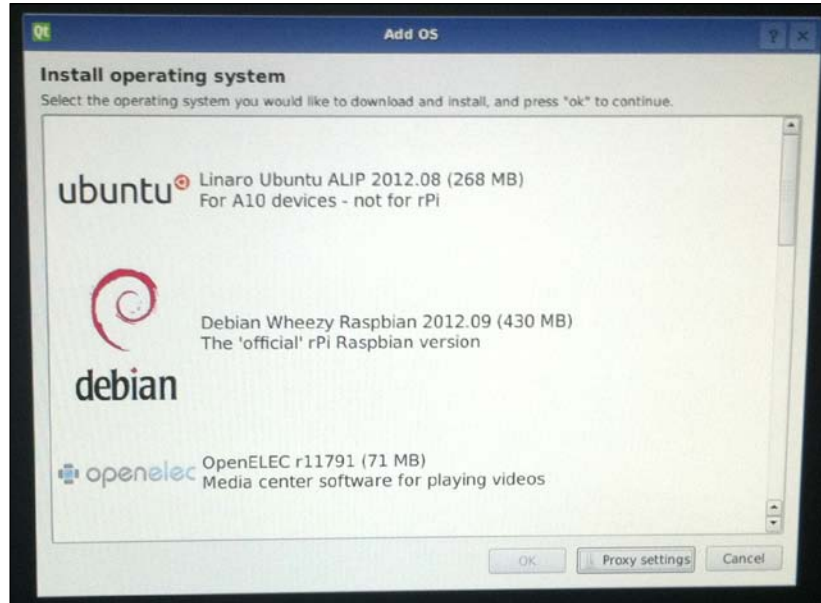 Qt
Add OS
? ×
Install operating system
Select the operating system you would like to download and install, and press "ok" to continue.
ubuntu
Linaro Ubuntu ALIP 2012.08 (268 MB)
For A10 devices - not for rPi
debian
Debian Wheezy Raspbian 2012.09 (430 MB)
The 'official' rPi Raspbian version
openelec
OpenELEC r11791 (71 MB)
Media center software for playing videos
OK
Proxy settings
Cancel